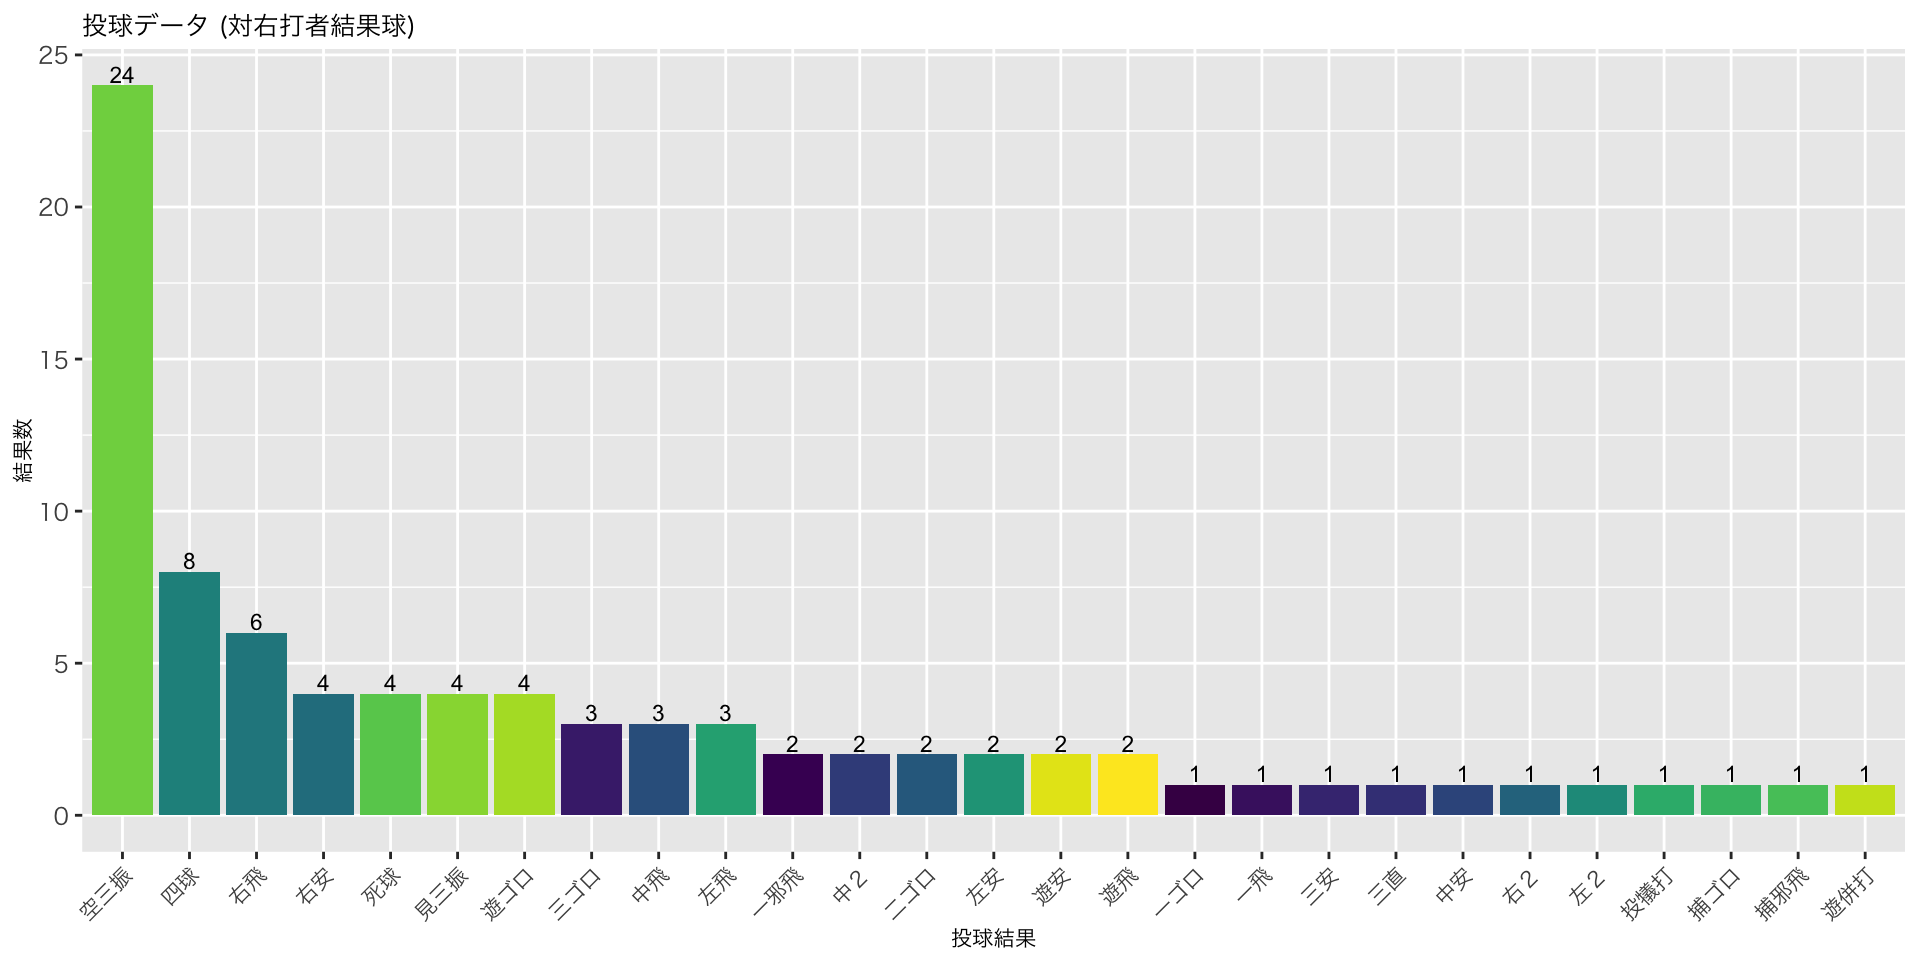 投球データ (対右打者結果球)
結果数
25
20
15
10
5
0
24
8
6
4
4
4
4
3
3
3
2
2
2
2
2
2
1
1
1
1
1
1
1
1
1
1
1
空三振
四球
右飛
右安
死球
見三振
遊ゴロ
三ゴロ
中飛
左飛
一邪飛
中２
二ゴロ
左安
遊安
遊飛
一ゴロ
一飛
三安
三直
中安
右２
左２
投犠打
捕ゴロ
捕邪飛
遊併打
投球結果